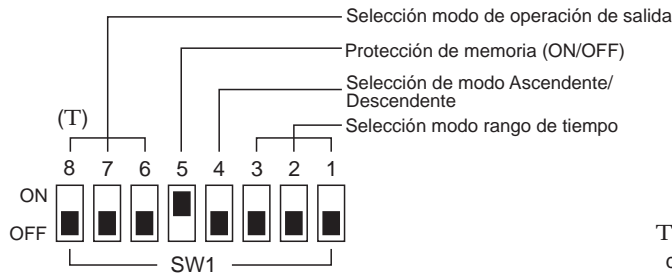 Selección modo de operación de salida
Protección de memoria (ON/OFF)
Selección de modo Ascendente/
Descendente
Selección modo rango de tiempo
(T)
8 7 6 5 4 3 2 1
ON
OFF
SW1
T